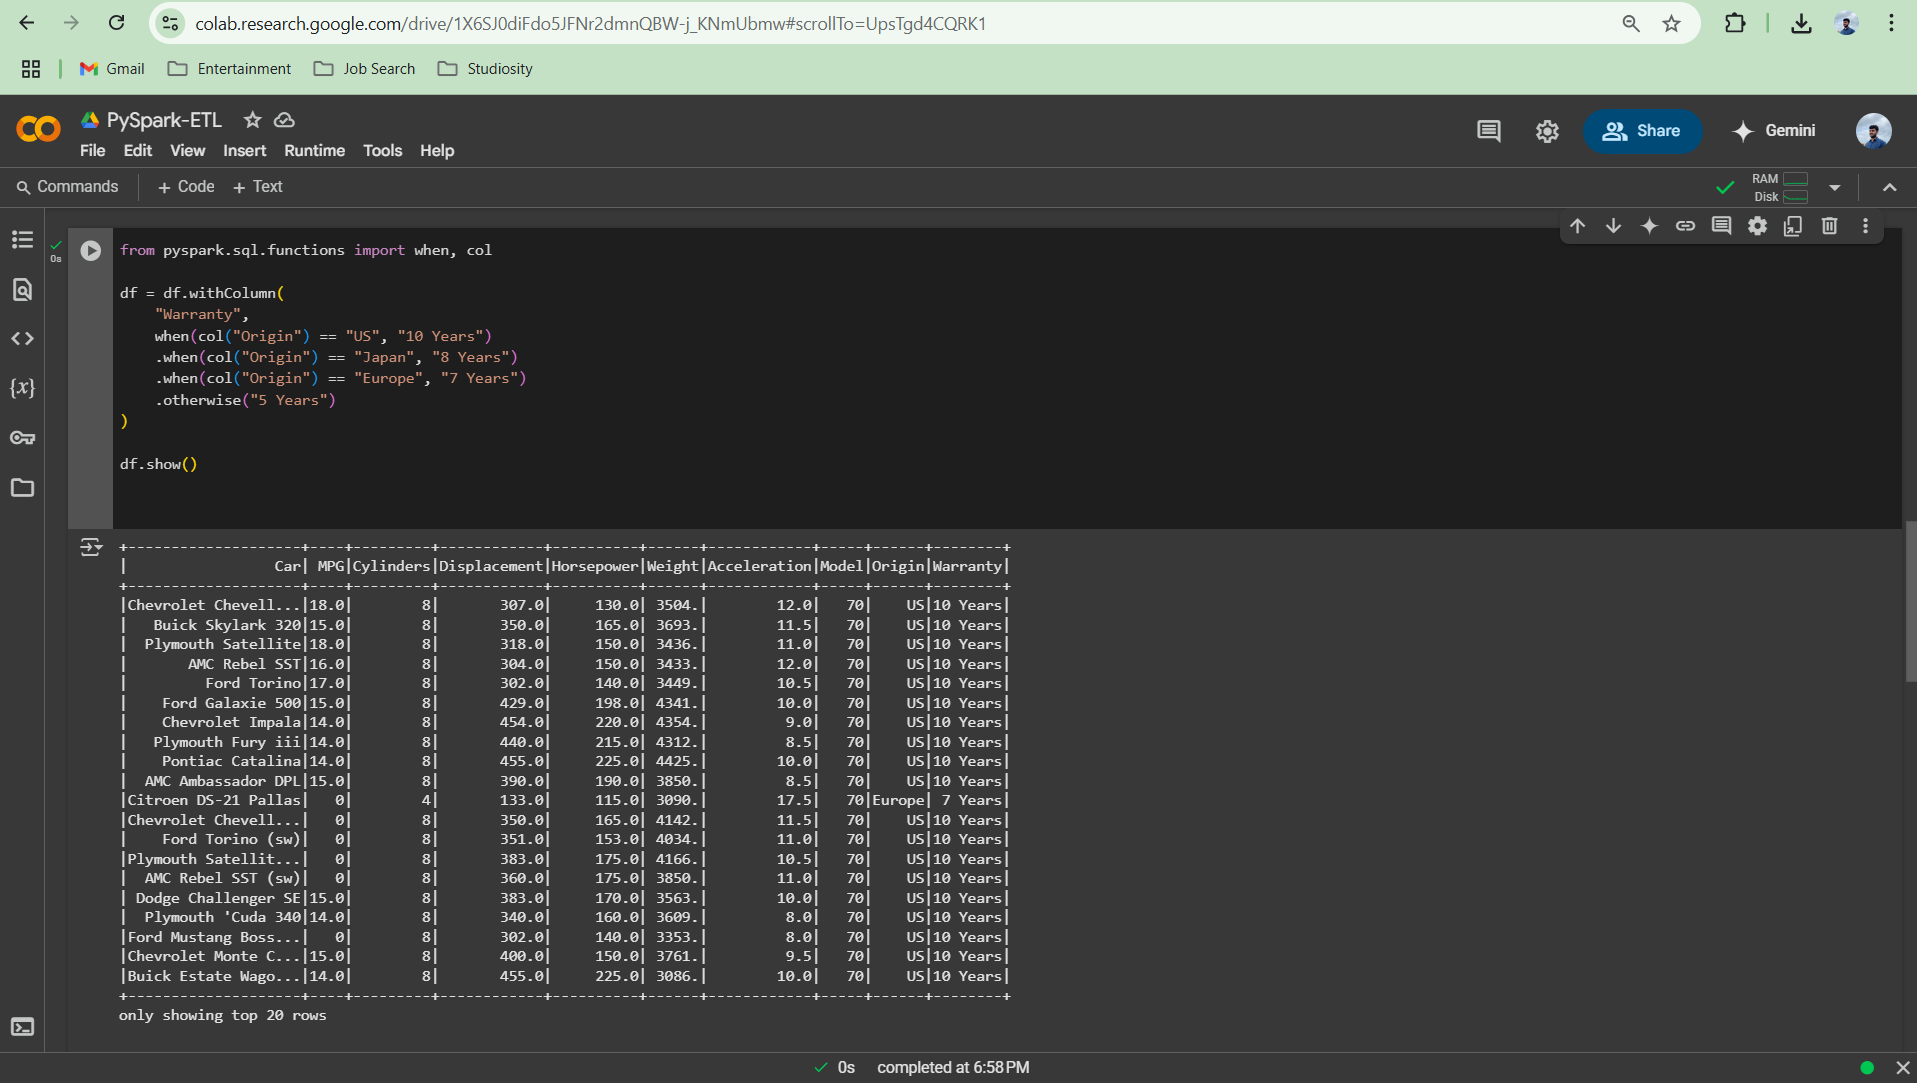 colab.research.google.com/drive/1X6SJ0diFdo5JFNr2dmnQBW-j_KNmUbmw#scrollTo=UpsTgd4CQRK1
Gmail Entertainment Job Search Studiosity
PySpark-ETL
File Edit View Insert Runtime Tools Help
Share Gemini
Commands + Code + Text
RAM
Disk
0s
from pyspark.sql.functions import when, col
df = df.withColumn(
    "Warranty",
    when(col("Origin") == "US", "10 Years")
    .when(col("Origin") == "Japan", "8 Years")
    .when(col("Origin") == "Europe", "7 Years")
    .otherwise("5 Years")
)
df.show()
+--------------------+----+---------+------------+----------+------+------------+-----+------+--------+
|                 Car| MPG|Cylinders|Displacement|Horsepower|Weight|Acceleration|Model|Origin|Warranty|
+--------------------+----+---------+------------+----------+------+------------+-----+------+--------+
|Chevrolet Chevell...|18.0|        8|       307.0|     130.0| 3504.|        12.0|   70|    US|10 Years|
|   Buick Skylark 320|15.0|        8|       350.0|     165.0| 3693.|        11.5|   70|    US|10 Years|
|  Plymouth Satellite|18.0|        8|       318.0|     150.0| 3436.|        11.0|   70|    US|10 Years|
|       AMC Rebel SST|16.0|        8|       304.0|     150.0| 3433.|        12.0|   70|    US|10 Years|
|         Ford Torino|17.0|        8|       302.0|     140.0| 3449.|        10.5|   70|    US|10 Years|
|    Ford Galaxie 500|15.0|        8|       429.0|     198.0| 4341.|        10.0|   70|    US|10 Years|
|    Chevrolet Impala|14.0|        8|       454.0|     220.0| 4354.|         9.0|   70|    US|10 Years|
|   Plymouth Fury iii|14.0|        8|       440.0|     215.0| 4312.|         8.5|   70|    US|10 Years|
|    Pontiac Catalina|14.0|        8|       455.0|     225.0| 4425.|        10.0|   70|    US|10 Years|
|  AMC Ambassador DPL|15.0|        8|       390.0|     190.0| 3850.|         8.5|   70|    US|10 Years|
|Citroen DS-21 Pallas|   0|        4|       133.0|     115.0| 3090.|        17.5|   70|Europe| 7 Years|
|Chevrolet Chevell...|   0|        8|       350.0|     165.0| 4142.|        11.5|   70|    US|10 Years|
|    Ford Torino (sw)|   0|        8|       351.0|     153.0| 4034.|        11.0|   70|    US|10 Years|
|Plymouth Satellit...|   0|        8|       383.0|     175.0| 4166.|        10.5|   70|    US|10 Years|
|  AMC Rebel SST (sw)|   0|        8|       360.0|     175.0| 3850.|        11.0|   70|    US|10 Years|
| Dodge Challenger SE|15.0|        8|       383.0|     170.0| 3563.|        10.0|   70|    US|10 Years|
|  Plymouth 'Cuda 340|14.0|        8|       340.0|     160.0| 3609.|         8.0|   70|    US|10 Years|
|Ford Mustang Boss...|   0|        8|       302.0|     140.0| 3353.|         8.0|   70|    US|10 Years|
|Chevrolet Monte C...|15.0|        8|       400.0|     150.0| 3761.|         9.5|   70|    US|10 Years|
|Buick Estate Wago...|14.0|        8|       455.0|     225.0| 3086.|        10.0|   70|    US|10 Years|
+--------------------+----+---------+------------+----------+------+------------+-----+------+--------+
only showing top 20 rows
0s completed at 6:58 PM